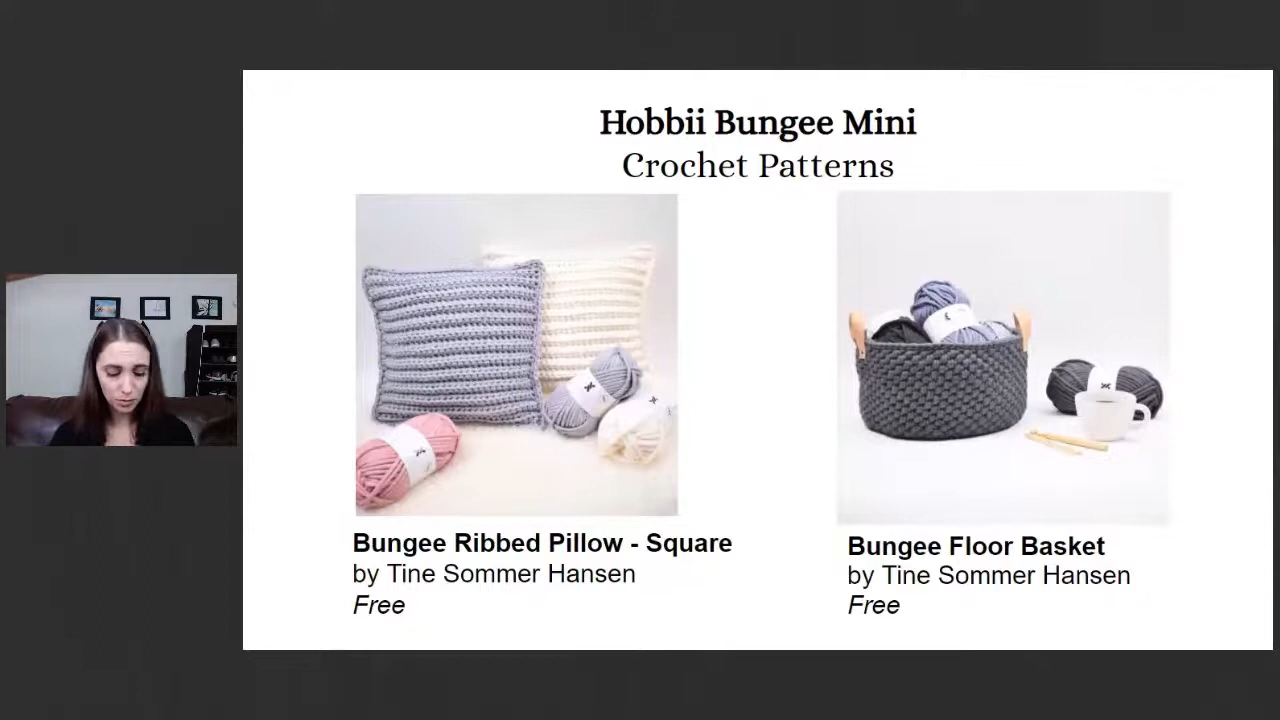 Hobbii Bungee Mini
Crochet Patterns
Bungee Ribbed Pillow - Square
by Tine Sommer Hansen
Free
Bungee Floor Basket
by Tine Sommer Hansen
Free